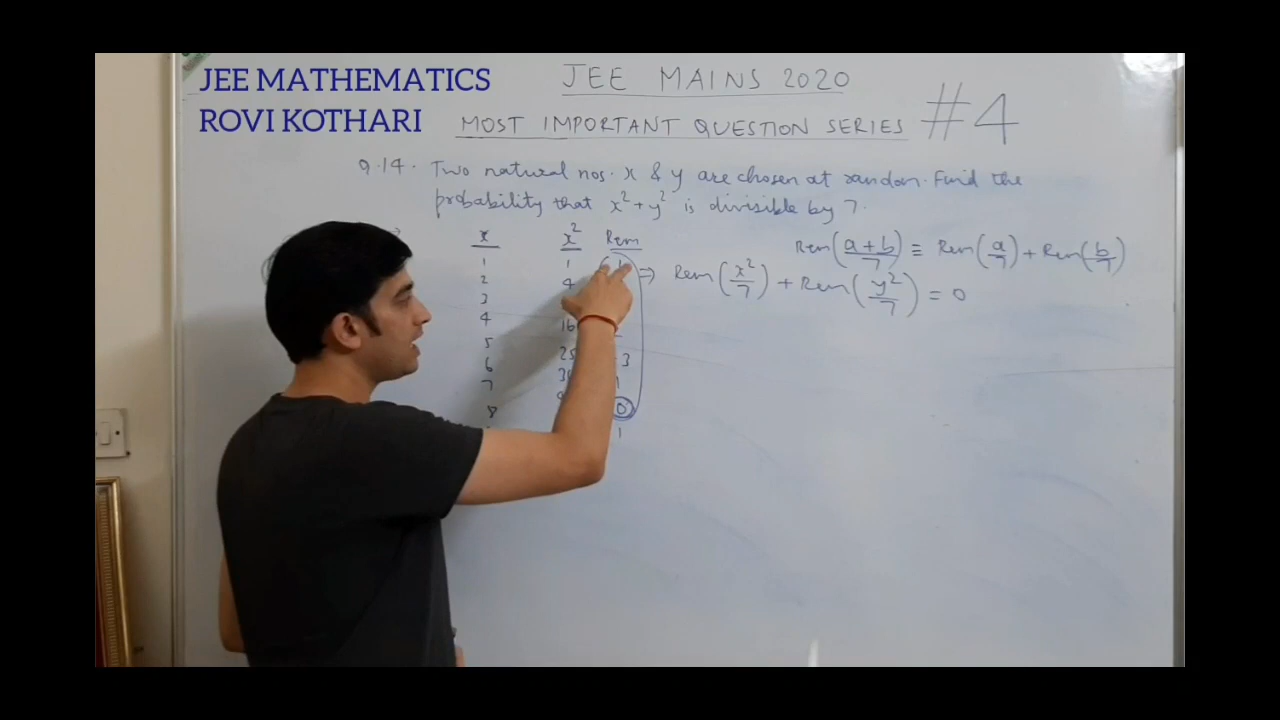 JEE MATHEMATICS
ROVI KOTHARI
JEE MAINS 2020
MOST IMPORTANT QUESTION SERIES #4
Q.14. Two natural nos. x & y are chosen at random. Find the
probability that x²+y² is divisible by 7.
x x² Rem
1 1 1
2 4
3
4 16
5 25 3
6 1
7 0
8 1
Rem(a+b/7) ≡ Rem(a/7) + Rem(b/7)
⇒ Rem(x²/7) + Rem(y²/7) = 0